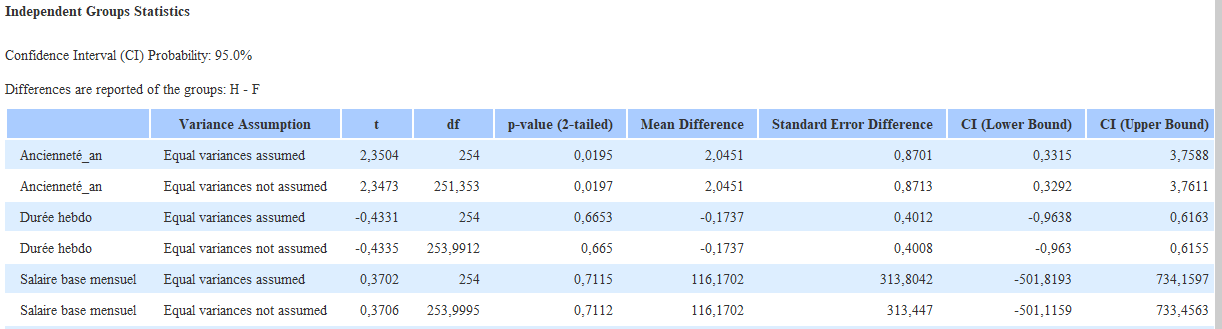 Independent Groups Statistics
Confidence Interval (CI) Probability: 95.0%
Differences are reported of the groups: H - F
Variance Assumption t df p-value (2-tailed) Mean Difference Standard Error Difference CI (Lower Bound) CI (Upper Bound)
Ancienneté_an Equal variances assumed 2,3504 254 0,0195 2,0451 0,8701 0,3315 3,7588
Ancienneté_an Equal variances not assumed 2,3473 251,353 0,0197 2,0451 0,8713 0,3292 3,7611
Durée hebdo Equal variances assumed -0,4331 254 0,6653 -0,1737 0,4012 -0,9638 0,6163
Durée hebdo Equal variances not assumed -0,4335 253,9912 0,665 -0,1737 0,4008 -0,963 0,6155
Salaire base mensuel Equal variances assumed 0,3702 254 0,7115 116,1702 313,8042 -501,8193 734,1597
Salaire base mensuel Equal variances not assumed 0,3706 253,9995 0,7112 116,1702 313,447 -501,1159 733,4563